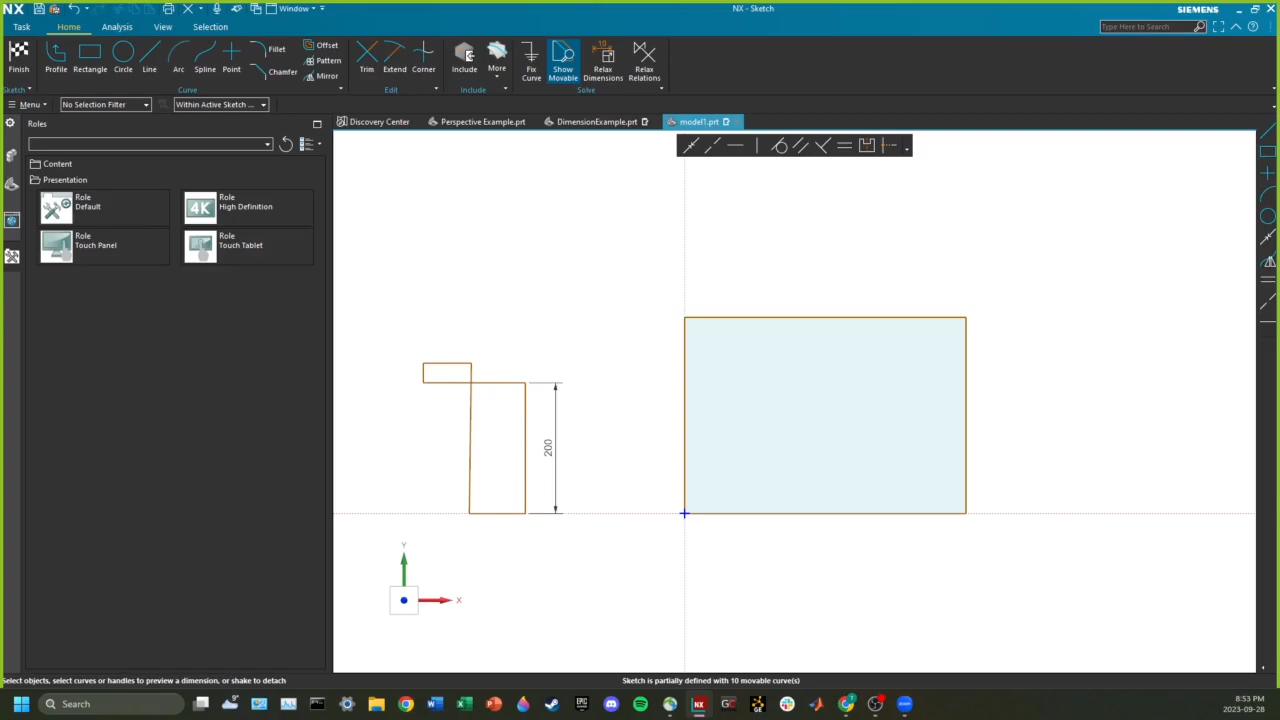 NX
Window
NX - Sketch
SIEMENS
Task
Home
Analysis
View
Selection
Type Here to Search
Finish
Profile
Rectangle
Circle
Line
Arc
Spline
Point
Fillet
Chamfer
Offset
Pattern
Mirror
Trim
Extend
Corner
Include
More
Fix
Curve
Show
Movable
10
Relax
Dimensions
Relax
Relations
Sketch
Curve
Edit
Include
Solve
Menu
No Selection Filter
Within Active Sketch ...
Roles
Discovery Center
Perspective Example.prt
DimensionExample.prt
model1.prt
Content
Presentation
Role
Default
4K
Role
High Definition
Role
Touch Panel
Role
Touch Tablet
200
Y
X
Select objects, select curves or handles to preview a dimension, or shake to detach
Sketch is partially defined with 10 movable curve(s)
Search
8:53 PM
2023-09-28